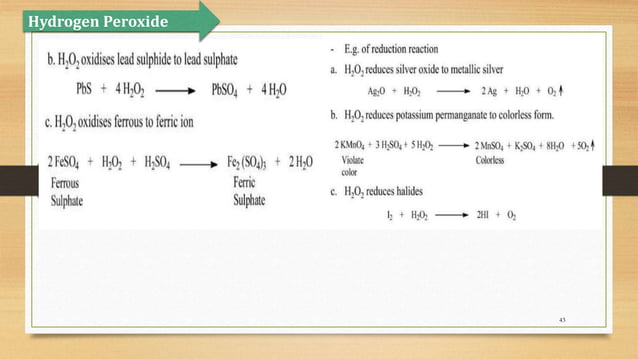 Hydrogen Peroxide
b. H₂O₂ oxidises lead sulphide to lead sulphate
PbS + 4 H₂O₂ ⟶ PbSO₄ + 4 H₂O
c. H₂O₂ oxidises ferrous to ferric ion
2 FeSO₄ + H₂O₂ + H₂SO₄ ⟶ Fe₂ (SO₄)₃ + 2 H₂O
Ferrous Ferric
Sulphate Sulphate
- E.g. of reduction reaction
a. H₂O₂ reduces silver oxide to metallic silver
Ag₂O + H₂O₂ ⟶ 2 Ag + H₂O + O₂ ↑
b. H₂O₂ reduces potassium permanganate to colorless form.
2 KMnO₄ + 3 H₂SO₄ + 5 H₂O₂ ⟶ 2 MnSO₄ + K₂SO₄ + 8H₂O + 5O₂ ↑
Violate Colorless
color
c. H₂O₂ reduces halides
I₂ + H₂O₂ ⟶ 2HI + O₂
43